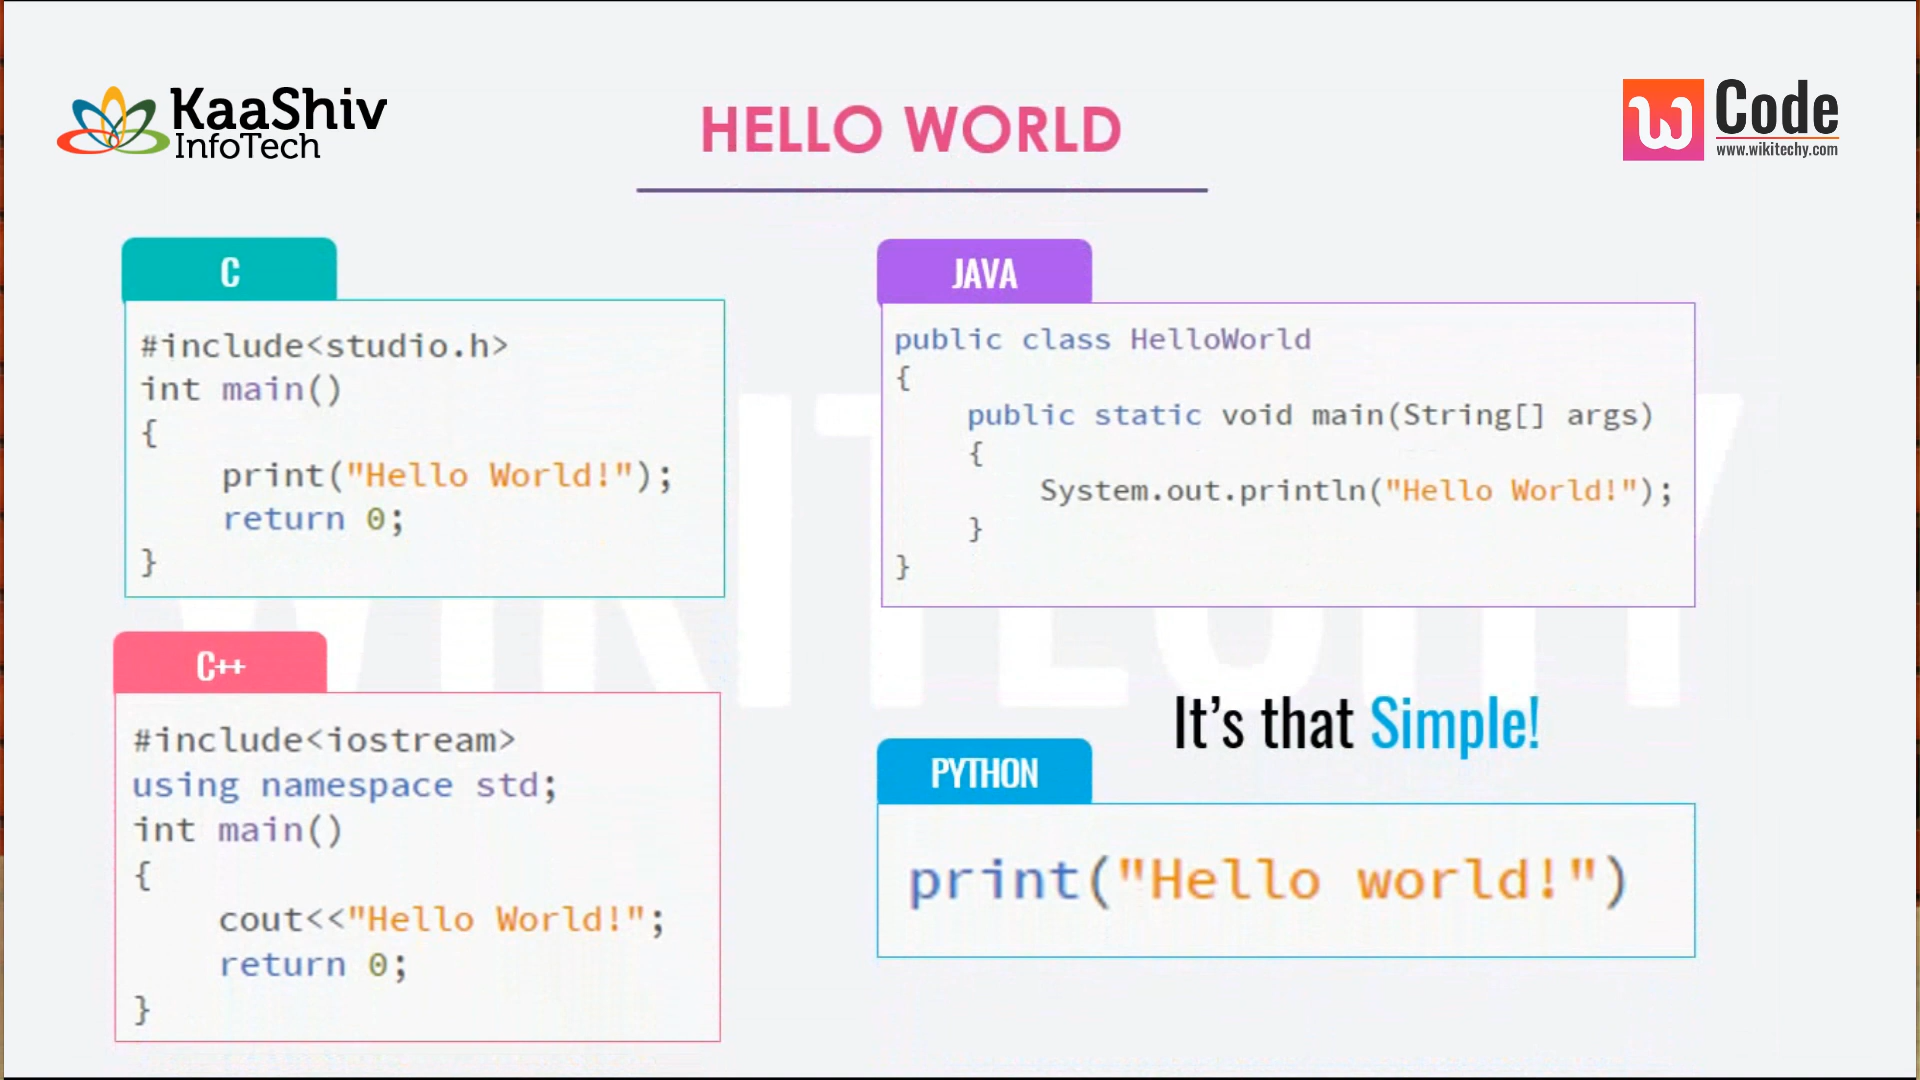 KaaShiv
InfoTech
HELLO WORLD
Code
www.wikitechy.com
C
#include<studio.h>
int main()
{
    print("Hello World!");
    return 0;
}
JAVA
public class HelloWorld
{
    public static void main(String[] args)
    {
        System.out.println("Hello World!");
    }
}
C++
#include<iostream>
using namespace std;
int main()
{
    cout<<"Hello World!";
    return 0;
}
It's that Simple!
PYTHON
print("Hello world!")
WIKITECHY